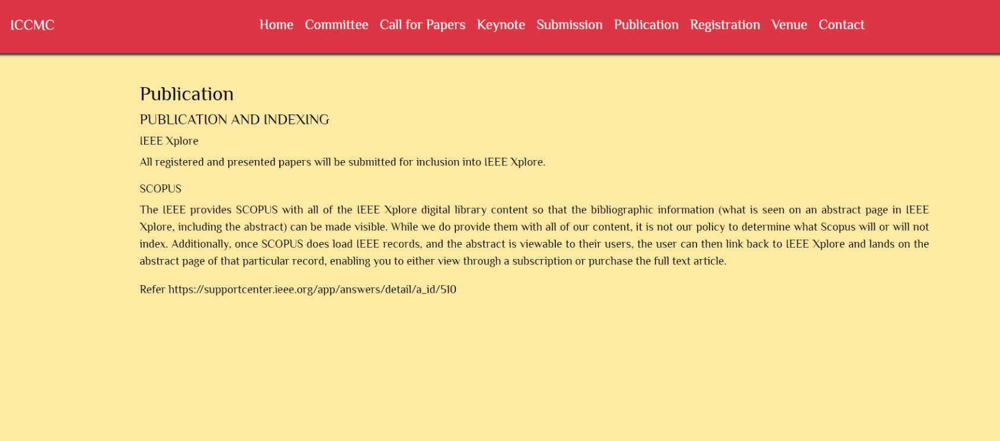 ICCMC
Home Committee Call for Papers Keynote Submission Publication Registration Venue Contact
Publication
PUBLICATION AND INDEXING
IEEE Xplore
All registered and presented papers will be submitted for inclusion into IEEE Xplore.
SCOPUS
The IEEE provides SCOPUS with all of the IEEE Xplore digital library content so that the bibliographic information (what is seen on an abstract page in IEEE
Xplore, including the abstract) can be made visible. While we do provide them with all of our content, it is not our policy to determine what Scopus will or will not
index. Additionally, once SCOPUS does load IEEE records, and the abstract is viewable to their users, the user can then link back to IEEE Xplore and lands on the
abstract page of that particular record, enabling you to either view through a subscription or purchase the full text article.
Refer https://supportcenter.ieee.org/app/answers/detail/a_id/510